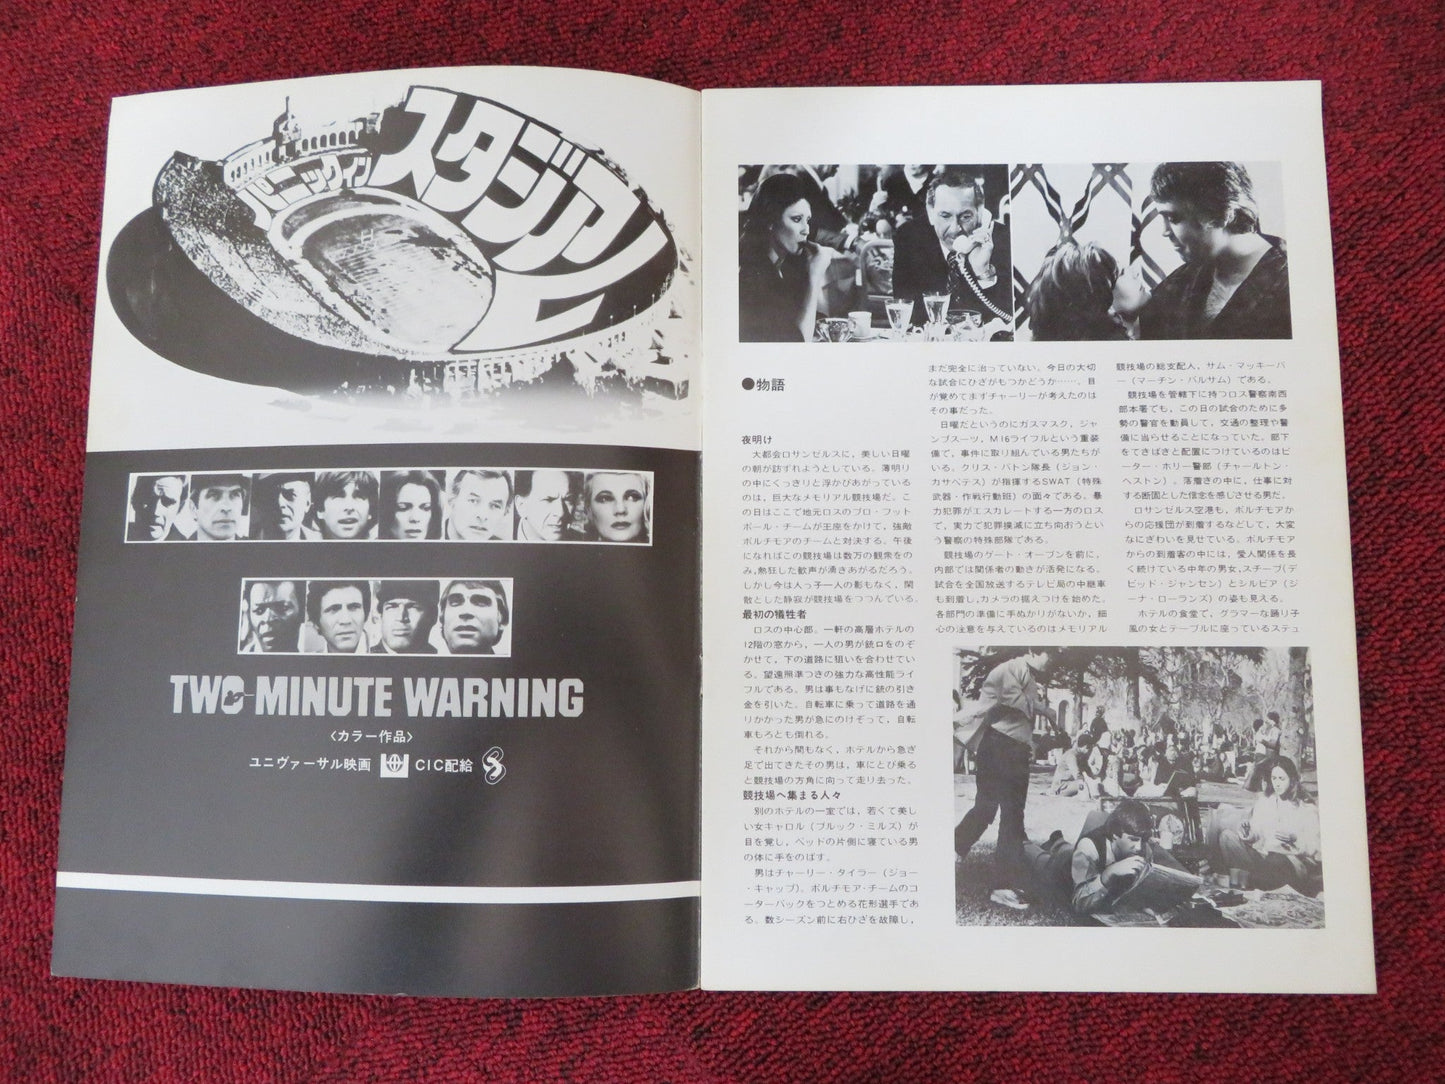 パニックイン
スタジアム
TWO-MINUTE WARNING
〈カラー作品〉
ユニヴァーサル映画 CIC配給
●物語
夜明け
大都会ロサンゼルスに，美しい日曜
の朝が訪ずれようとしている。薄明り
の中にくっきりと浮かびあがっている
のは，巨大なメモリアル競技場だ。こ
の日はここで地元ロスのプロ・フット
ボール・チームが王座をかけて，強敵
ボルチモアのチームと対決する。午後
になればこの競技場は数万の観衆をの
み，熱狂した歓声が湧きあがるだろう。
しかし今は人っ子一人の影もなく，閑
散とした静寂が競技場をつつんでいる。
最初の犠牲者
ロスの中心部。一軒の高層ホテルの
12階の窓から，一人の男が銃口をのぞ
かせて，下の道路に狙いを合わせてい
る。望遠照準つきの強力な高性能ライ
フルである。男は事もなげに銃の引き
金を引いた。自転車に乗って道路を通
りかかった男が急にのけぞって，自転
車もろとも倒れる。
それから間もなく，ホテルから急ぎ
足で出てきたその男は，車にとび乗る
と競技場の方角に向って走り去った。
競技場へ集まる人々
別のホテルの一室では，若くて美し
い女キャロル（ブルック・ミルズ）が
目を覚し，ベッドの片側に寝ている男
の体に手をのばす。
男はチャーリー・タイラー（ジョー
・キャップ）。ボルチモア・チームのコ
ーターバックをつとめる花形選手であ
る。数シーズン前に右ひざを故障し，
まだ完全に治っていない。今日の大切
な試合にひざがもつかどうか……。目
が覚めてまずチャーリーが考えたのは
その事だった。
日曜だというのにガスマスク，ジャ
ンプスーツ，M16ライフルという重装
備で，事件に取り組んでいる男たちが
いる。クリス・バトン隊長（ジョン・
カサベテス）が指揮するSWAT（特殊
武器・作戦行動班）の面々である。暴
力犯罪がエスカレートする一方のロス
で，実力で犯罪撲滅に立ち向おうとい
う警察の特殊部隊である。
競技場のゲート・オープンを前に，
内部では関係者の動きが活発になる。
試合を全国放送するテレビ局の中継車
も到着し，カメラの据えつけを始めた。
各部門の準備に手ぬかりがないか，細
心の注意を与えているのはメモリアル
競技場の総支配人，サム・マッキーバ
ー（マーチン・バルサム）である。
競技場を管轄下に持つロス警察南西
部本署でも，この日の試合のために多
勢の警官を動員して，交通の整理や警
備に当らせることになっていた。部下
をてきぱきと配置につけているのはピ
ーター・ホリー警部（チャールトン・
ヘストン）。落着きの中に，仕事に対
する断固とした信念を感じさせる男だ。
ロサンゼルス空港も，ボルチモアか
らの応援団が到着するなどして，大変
なにぎわいを見せている。ボルチモア
からの到着客の中には，愛人関係を長
く続けている中年の男女，スチーブ（デ
ビッド・ジャンセン）とシルビア（ジ
ーナ・ローランズ）の姿も見える。
ホテルの食堂で，グラマーな踊り子
風の女とテーブルに座っているステュ